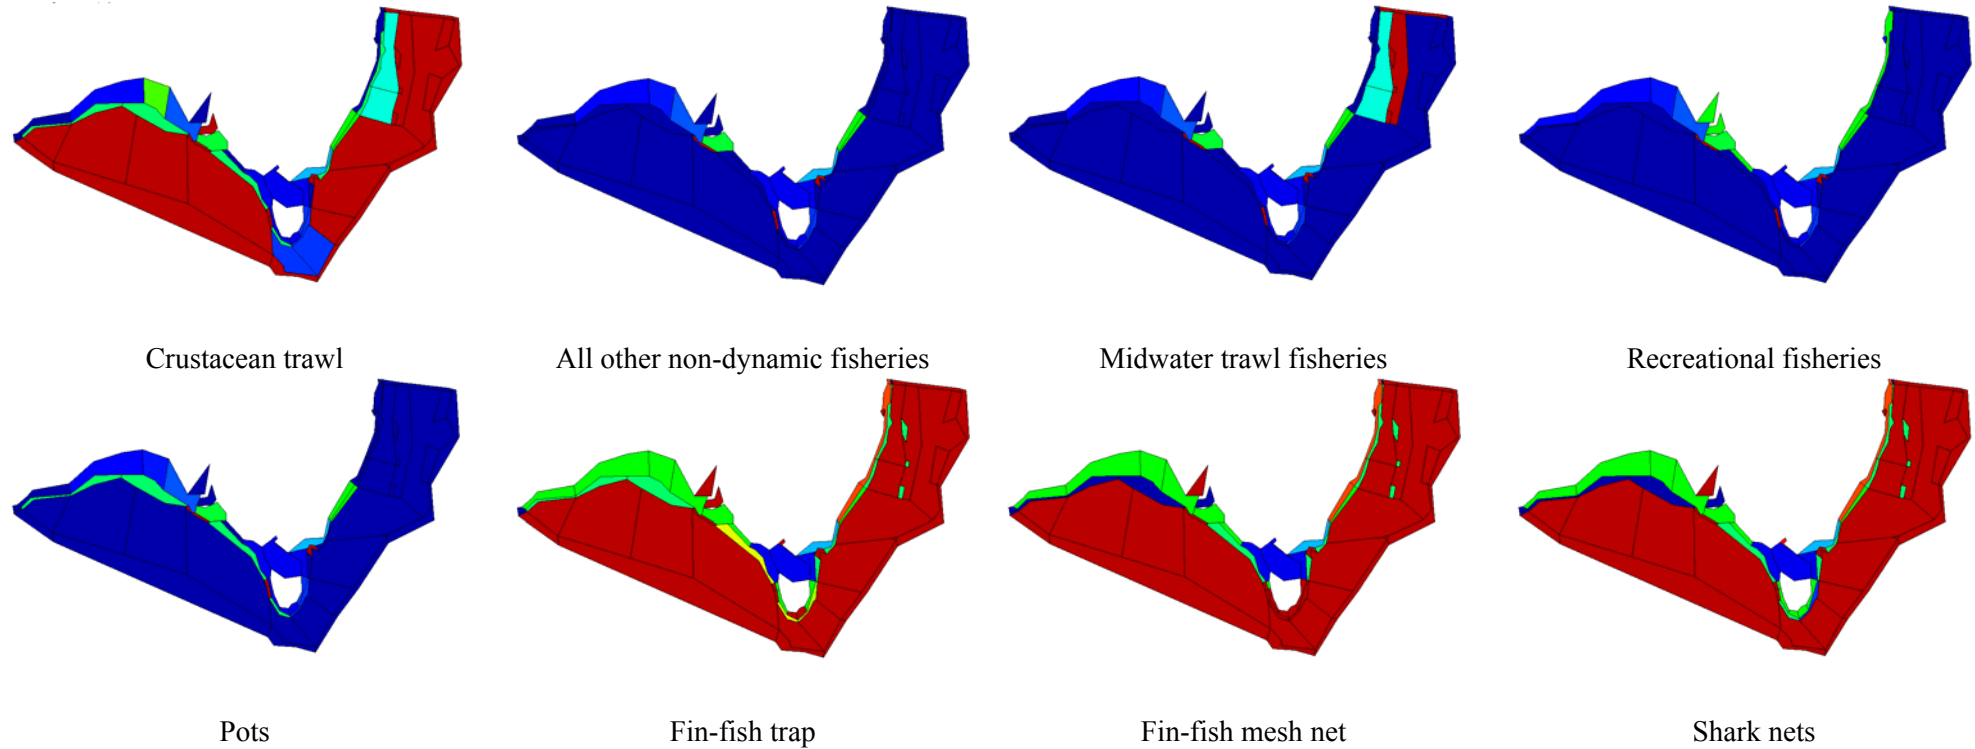 Crustacean trawl
All other non-dynamic fisheries
Midwater trawl fisheries
Recreational fisheries
Pots
Fin-fish trap
Fin-fish mesh net
Shark nets